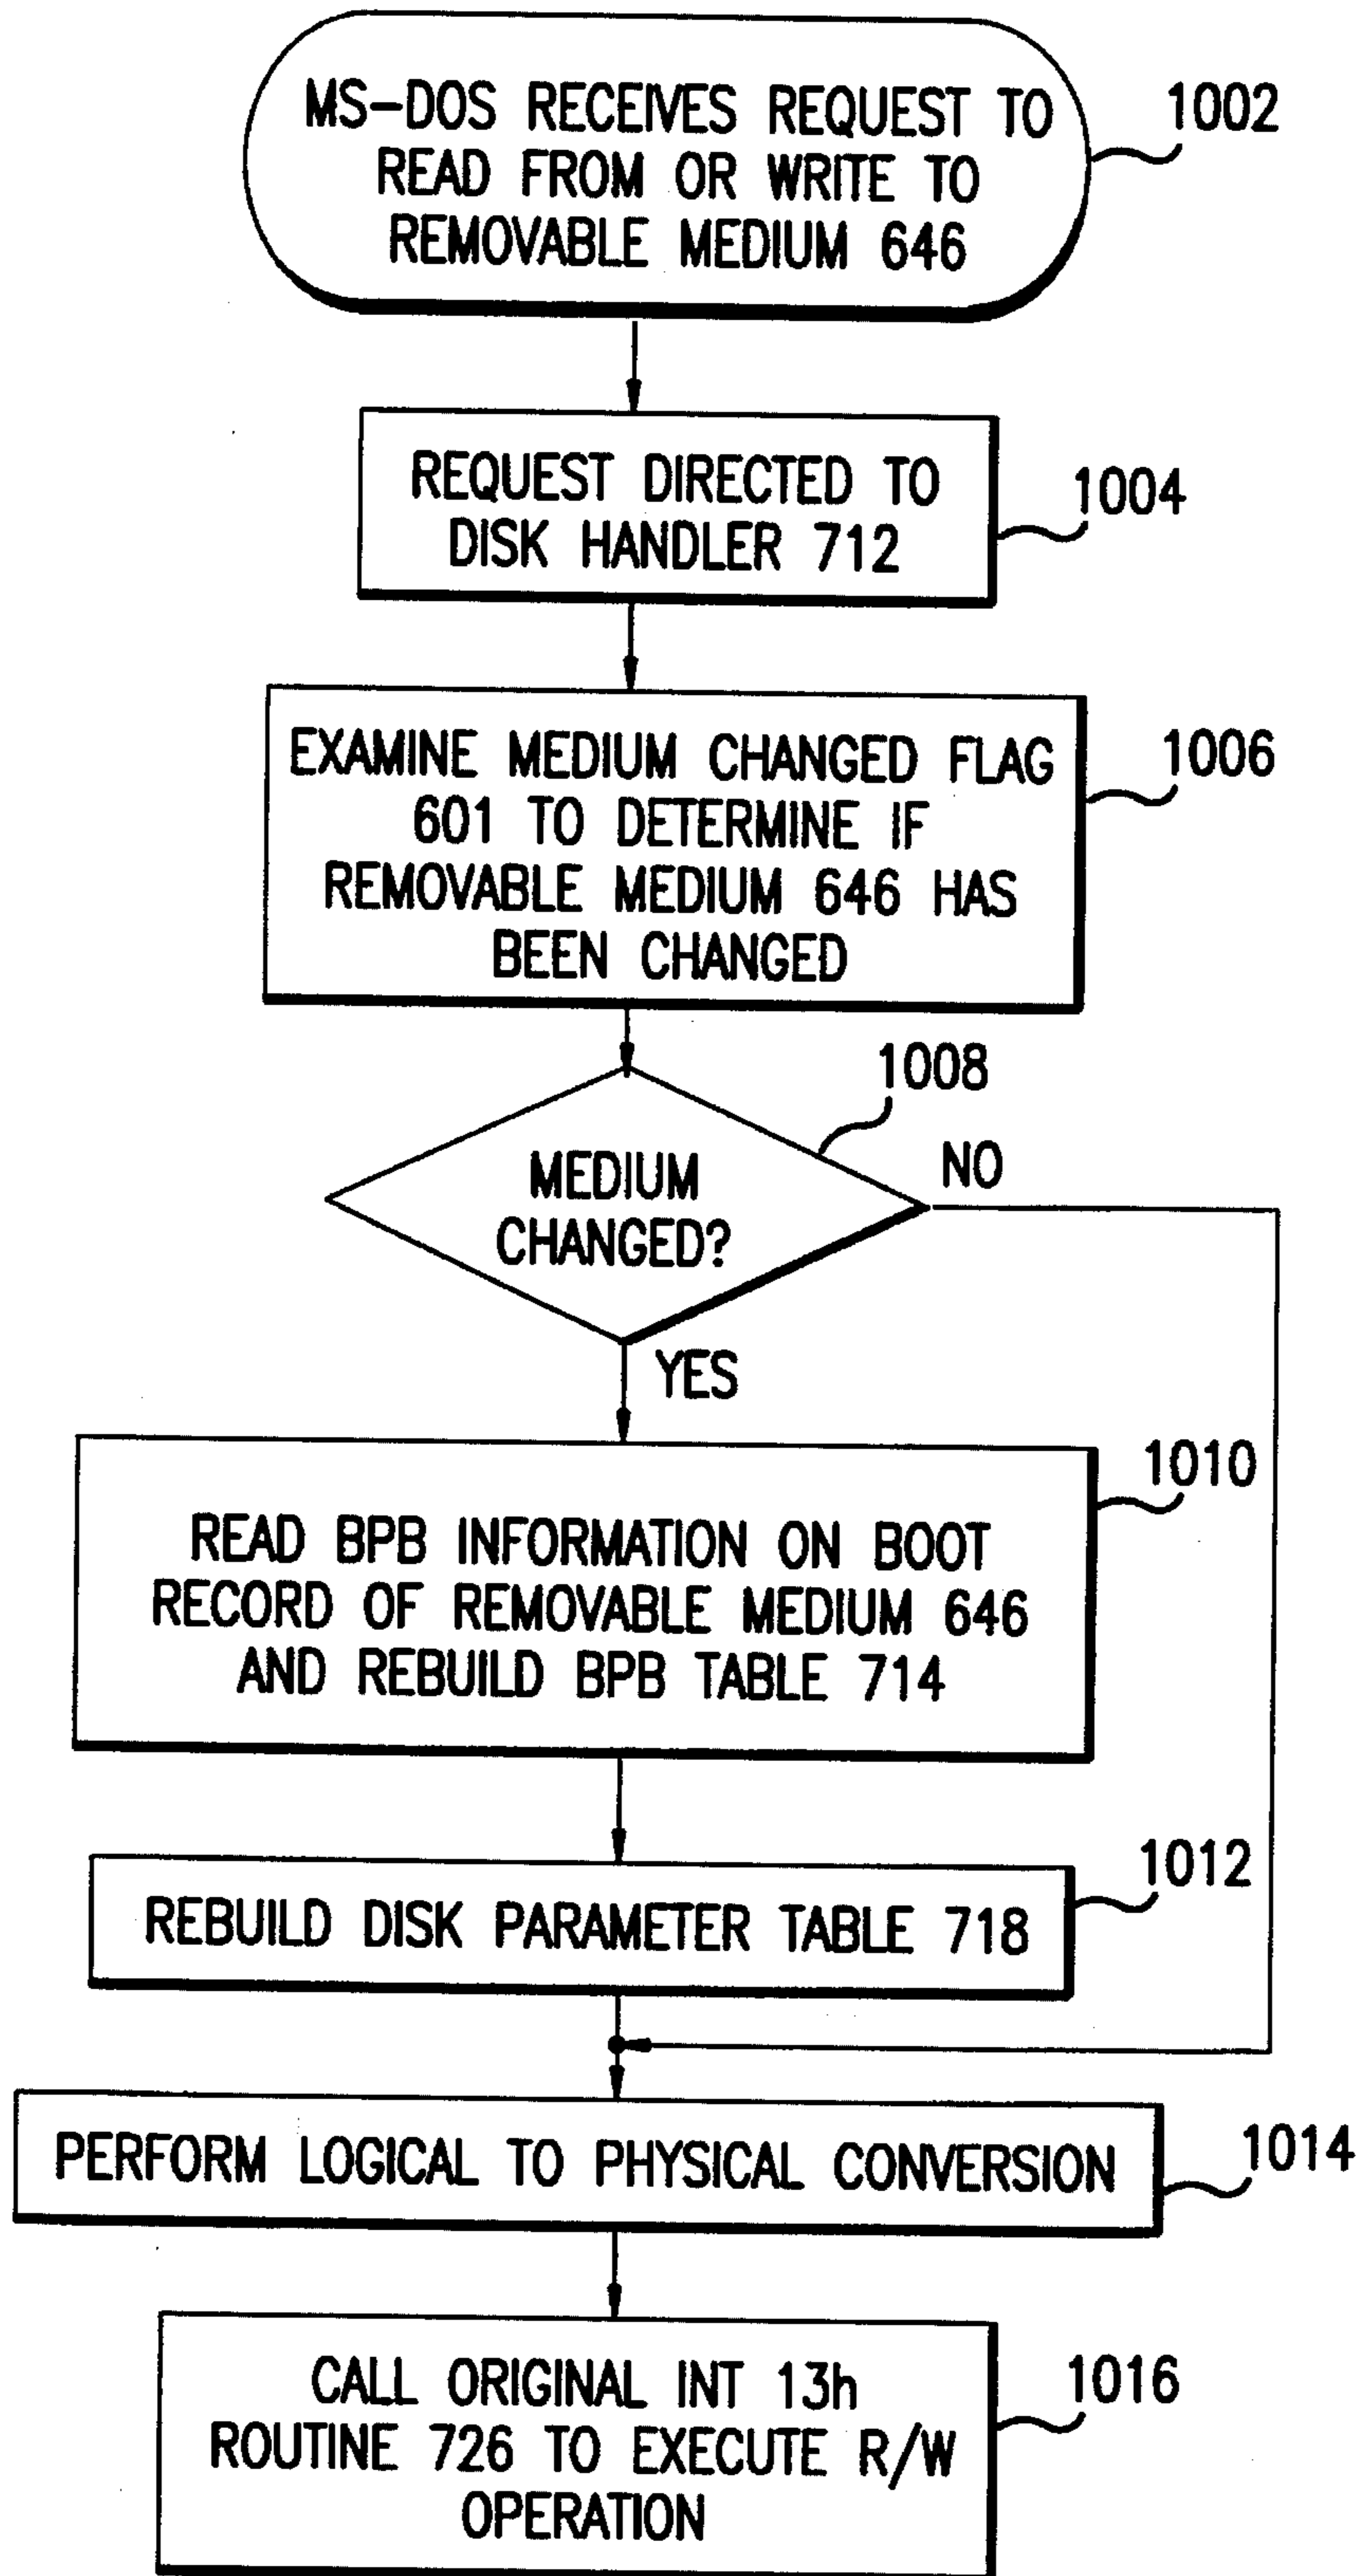 MS-DOS RECEIVES REQUEST TO
READ FROM OR WRITE TO
REMOVABLE MEDIUM 646
1002
REQUEST DIRECTED TO
DISK HANDLER 712
1004
EXAMINE MEDIUM CHANGED FLAG
601 TO DETERMINE IF
REMOVABLE MEDIUM 646 HAS
BEEN CHANGED
1006
1008
MEDIUM
CHANGED?
NO
YES
1010
READ BPB INFORMATION ON BOOT
RECORD OF REMOVABLE MEDIUM 646
AND REBUILD BPB TABLE 714
1012
REBUILD DISK PARAMETER TABLE 718
PERFORM LOGICAL TO PHYSICAL CONVERSION
1014
CALL ORIGINAL INT 13h
ROUTINE 726 TO EXECUTE R/W
OPERATION
1016